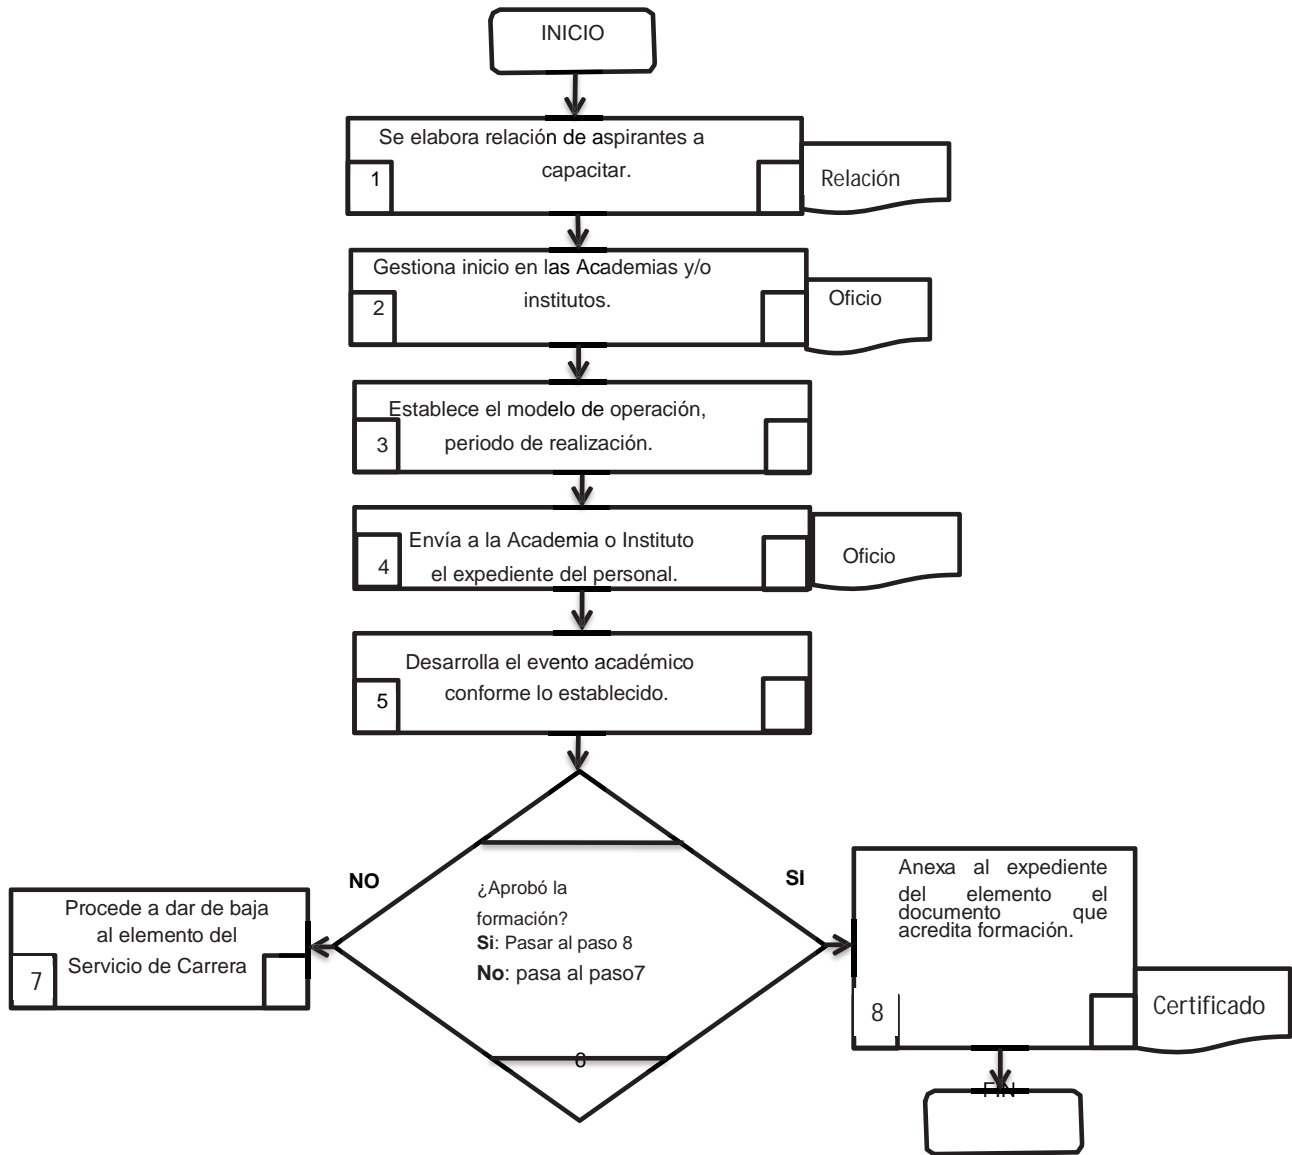 INICIO
Se elabora relación de aspirantes a
capacitar.
1
Relación
Gestiona inicio en las Academias y/o
institutos.
2
Oficio
Establece el modelo de operación,
periodo de realización.
3
Envía a la Academia o Instituto
el expediente del personal.
4
Oficio
Desarrolla el evento académico
conforme lo establecido.
5
NO
SI
¿Aprobó la
formación?
Si: Pasar al paso 8
No: pasa al paso7
6
Procede a dar de baja
al elemento del
Servicio de Carrera
7
Anexa al expediente
del elemento el
documento que
acredita formación.
8
Certificado
FIN